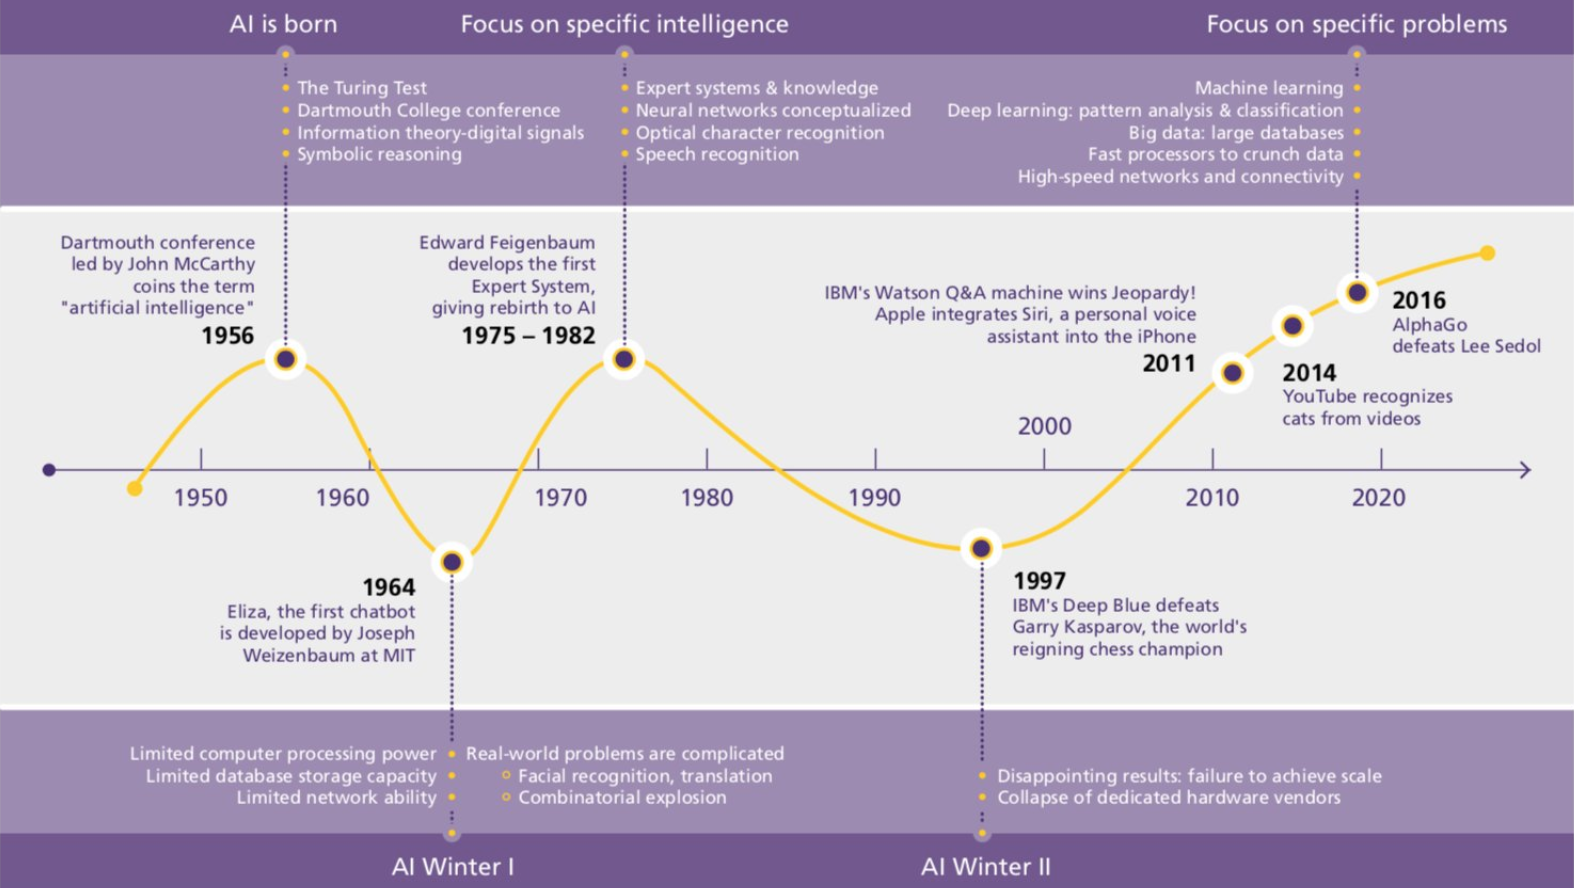 AI is born
Focus on specific intelligence
Focus on specific problems
The Turing Test
Dartmouth College conference
Information theory-digital signals
Symbolic reasoning
Expert systems & knowledge
Neural networks conceptualized
Optical character recognition
Speech recognition
Machine learning
Deep learning: pattern analysis & classification
Big data: large databases
Fast processors to crunch data
High-speed networks and connectivity
Dartmouth conference
led by John McCarthy
coins the term
"artificial intelligence"
1956
Edward Feigenbaum
develops the first
Expert System,
giving rebirth to AI
1975 – 1982
IBM's Watson Q&A machine wins Jeopardy!
Apple integrates Siri, a personal voice
assistant into the iPhone
2011
2016
AlphaGo
defeats Lee Sedol
2014
YouTube recognizes
cats from videos
1950
1960
1970
1980
1990
2000
2010
2020
1964
Eliza, the first chatbot
is developed by Joseph
Weizenbaum at MIT
1997
IBM's Deep Blue defeats
Garry Kasparov, the world's
reigning chess champion
Limited computer processing power
Limited database storage capacity
Limited network ability
Real-world problems are complicated
Facial recognition, translation
Combinatorial explosion
Disappointing results: failure to achieve scale
Collapse of dedicated hardware vendors
AI Winter I
AI Winter II